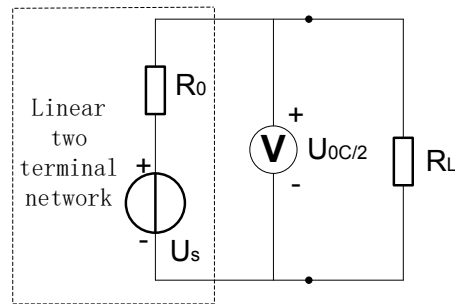 Linear
two
terminal
network
R0
+
-
Us
+
V
U0C/2
-
RL